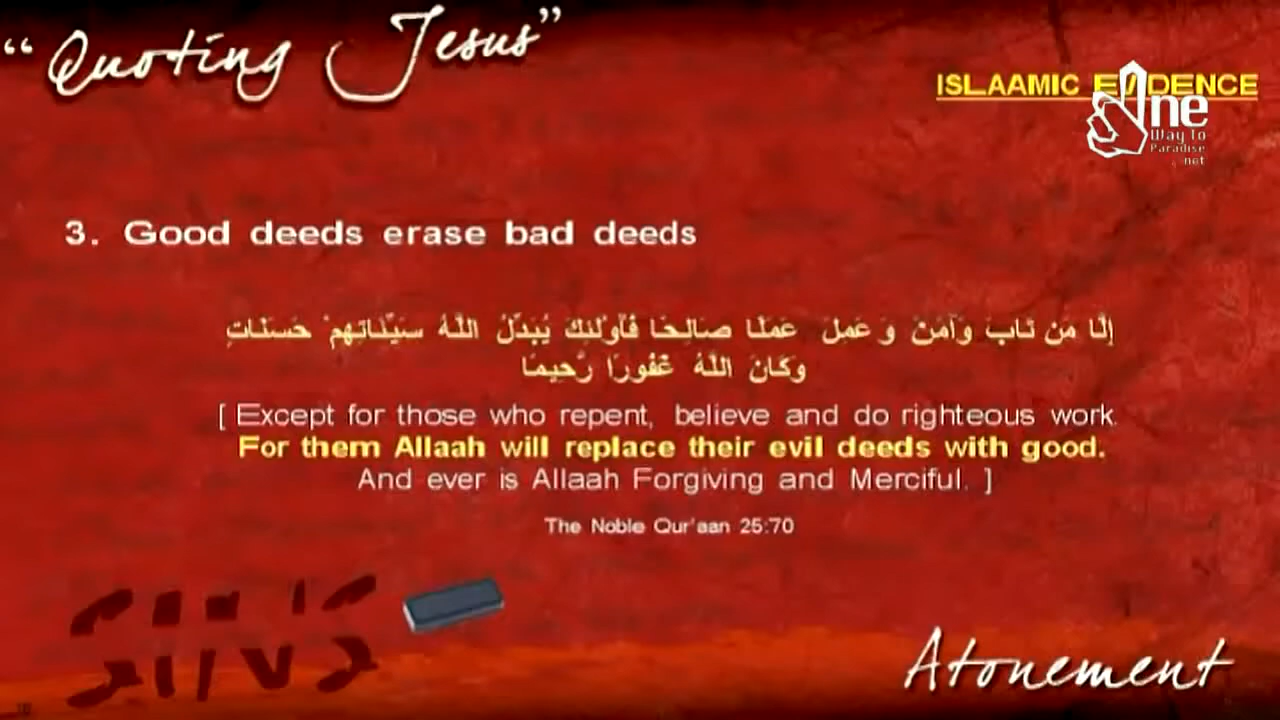 “Quoting Jesus”
ISLAAMIC EVIDENCE
One
Way To
Paradise
.net
3. Good deeds erase bad deeds
إِلَّا مَن تَابَ وَآمَنَ وَعَمِلَ عَمَلًا صَالِحًا فَأُولَئِكَ يُبَدِّلُ اللَّهُ سَيِّئَاتِهِمْ حَسَنَاتٍ
وَكَانَ اللَّهُ غَفُورًا رَّحِيمًا
[ Except for those who repent, believe and do righteous work.
For them Allaah will replace their evil deeds with good.
And ever is Allaah Forgiving and Merciful. ]
The Noble Qur'aan 25:70
Atonement